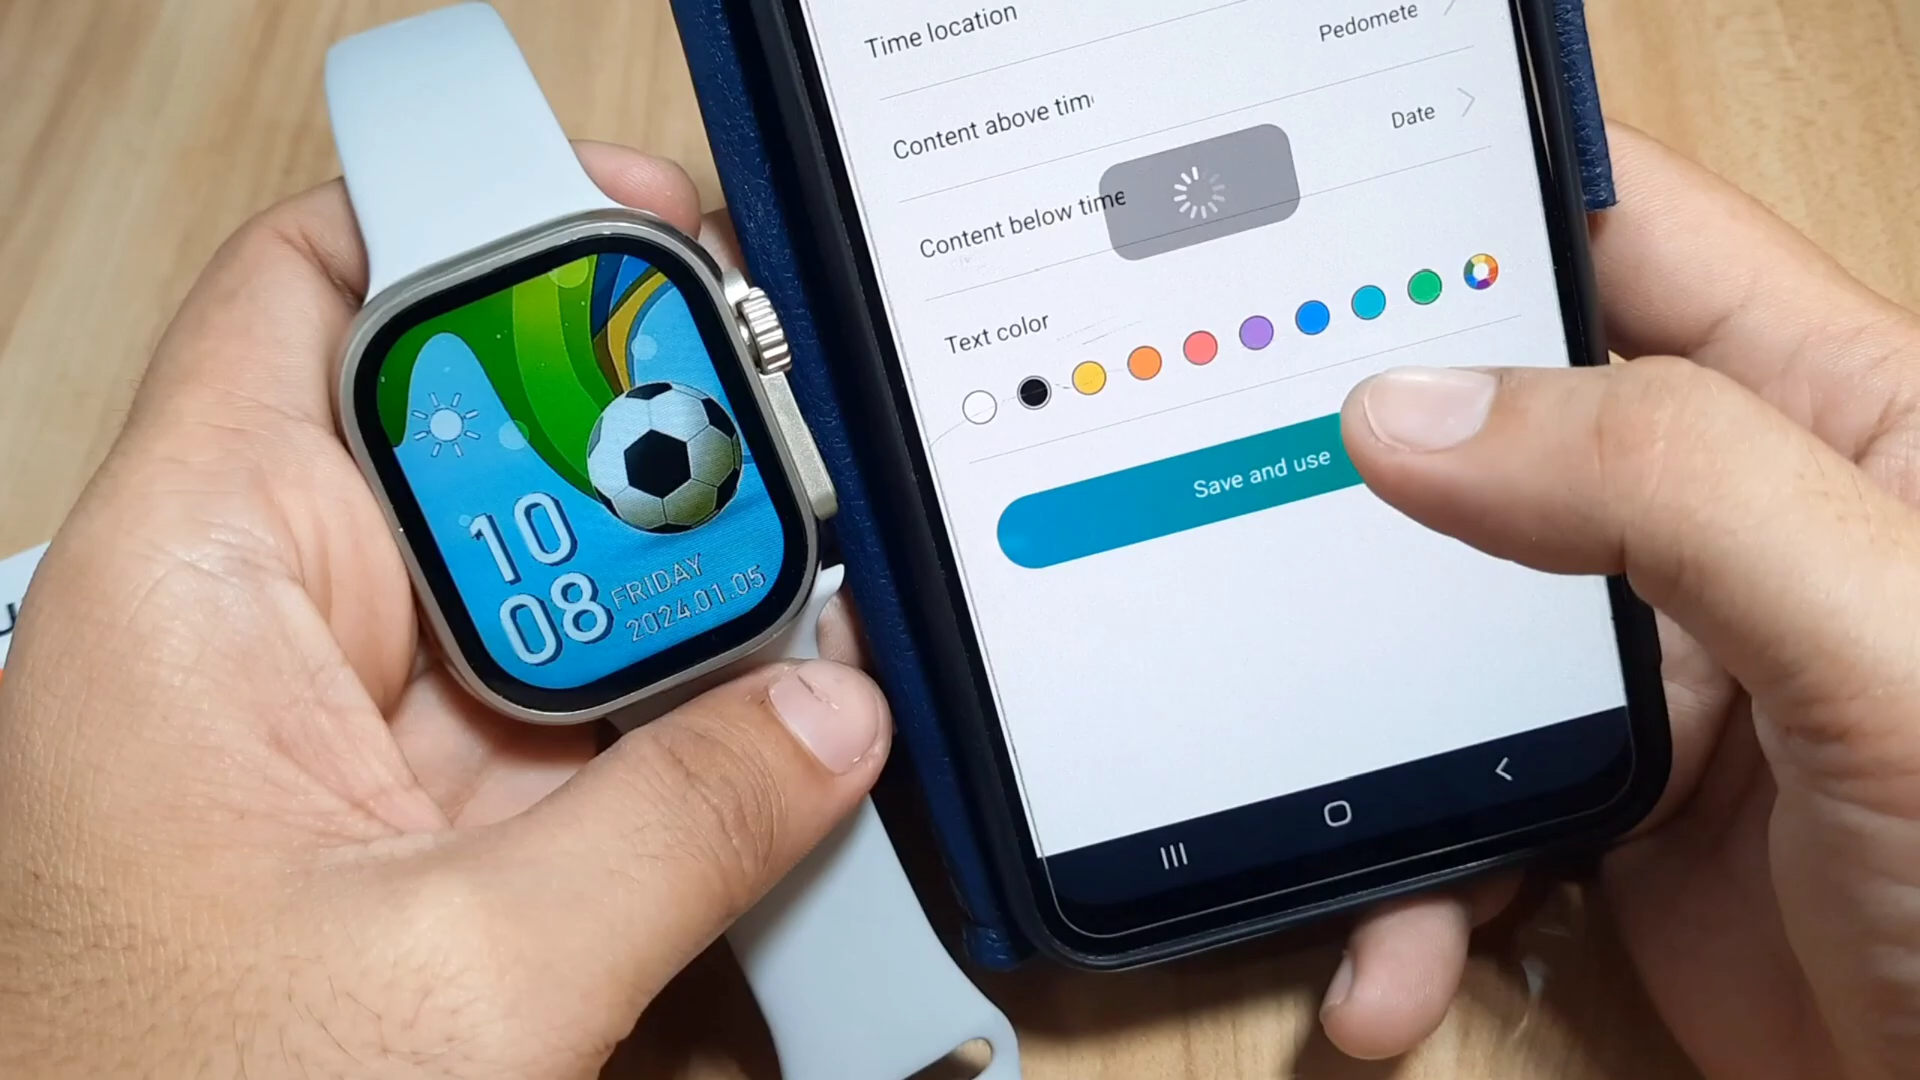 Time location
Pedomete
Content above tim
Date
Content below time
Text color
Save and use
10
08
FRIDAY
2024.01.05